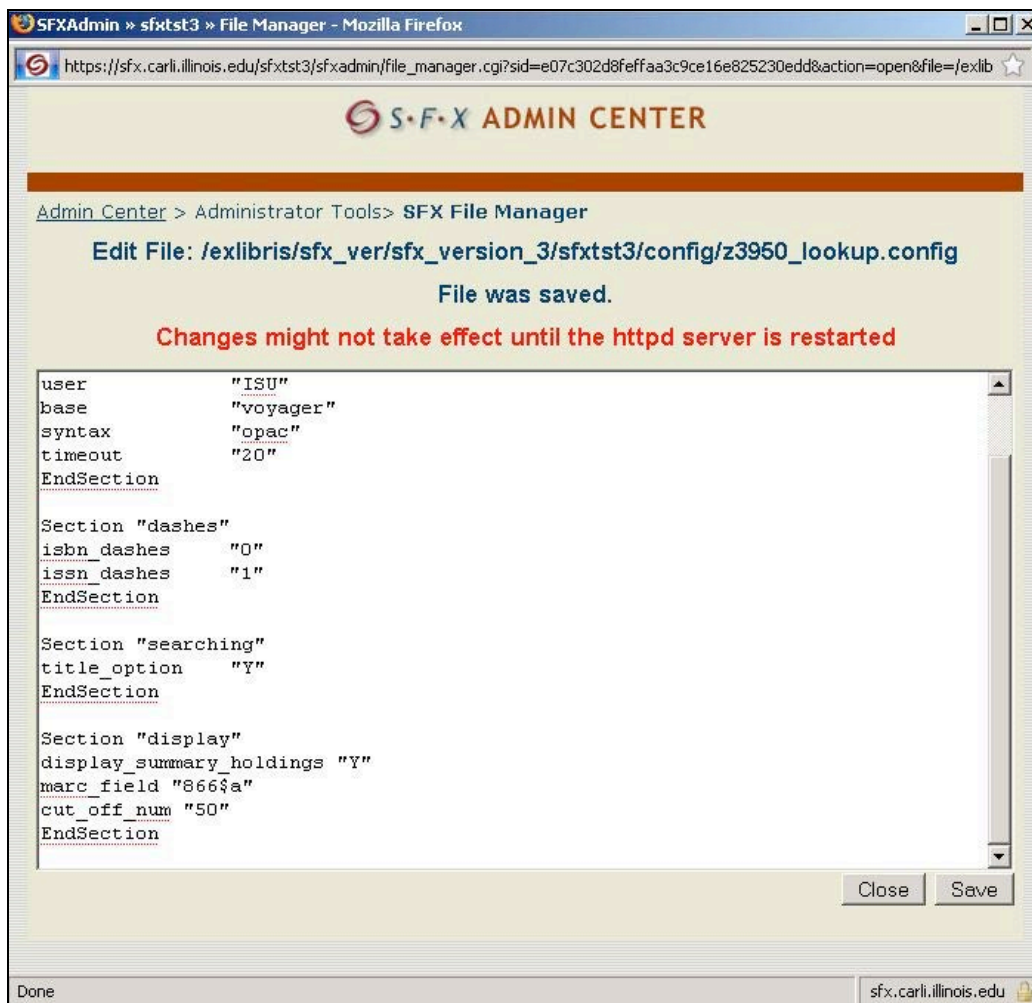 SFXAdmin » sfxtst3 » File Manager - Mozilla Firefox
https://sfx.carli.illinois.edu/sfxtst3/sfxadmin/file_manager.cgi?sid=e07c302d8feffaa3c9ce16e825230edd&action=open&file=/exlib
S·F·X ADMIN CENTER
Admin Center > Administrator Tools> SFX File Manager
Edit File: /exlibris/sfx_ver/sfx_version_3/sfxtst3/config/z3950_lookup.config
File was saved.
Changes might not take effect until the httpd server is restarted
user "ISU"
base "voyager"
syntax "opac"
timeout "20"
EndSection
Section "dashes"
isbn_dashes "0"
issn_dashes "1"
EndSection
Section "searching"
title_option "Y"
EndSection
Section "display"
display_summary_holdings "Y"
marc_field "866$a"
cut_off_num "50"
EndSection
Close Save
Done sfx.carli.illinois.edu